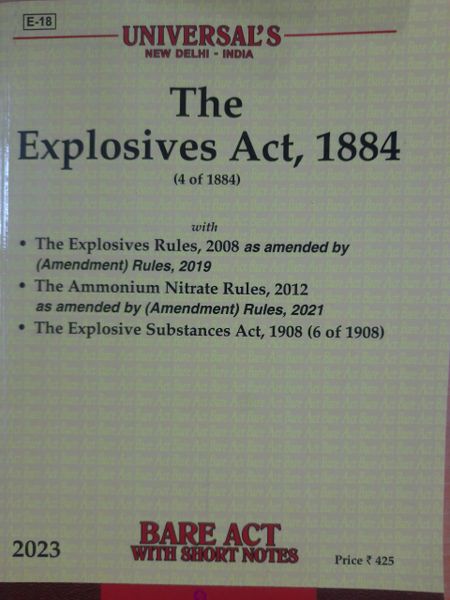 E-18
UNIVERSAL'S
NEW DELHI - INDIA
The
Explosives Act, 1884
(4 of 1884)
with
• The Explosives Rules, 2008 as amended by
(Amendment) Rules, 2019
• The Ammonium Nitrate Rules, 2012
as amended by (Amendment) Rules, 2021
• The Explosive Substances Act, 1908 (6 of 1908)
BARE ACT
WITH SHORT NOTES
2023
Price ₹ 425